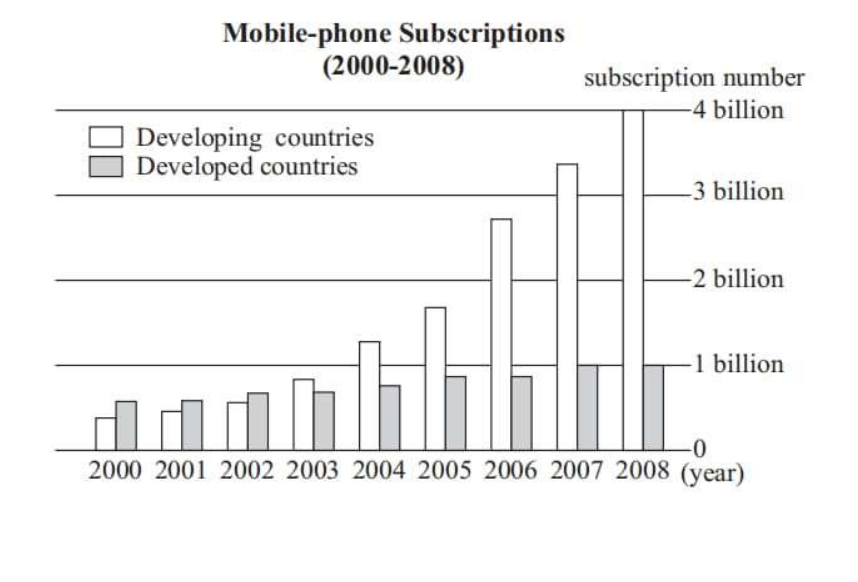 Mobile-phone Subscriptions
(2000-2008)
subscription number
4 billion
Developing countries
Developed countries
3 billion
2 billion
1 billion
0
2000 2001 2002 2003 2004 2005 2006 2007 2008 (year)